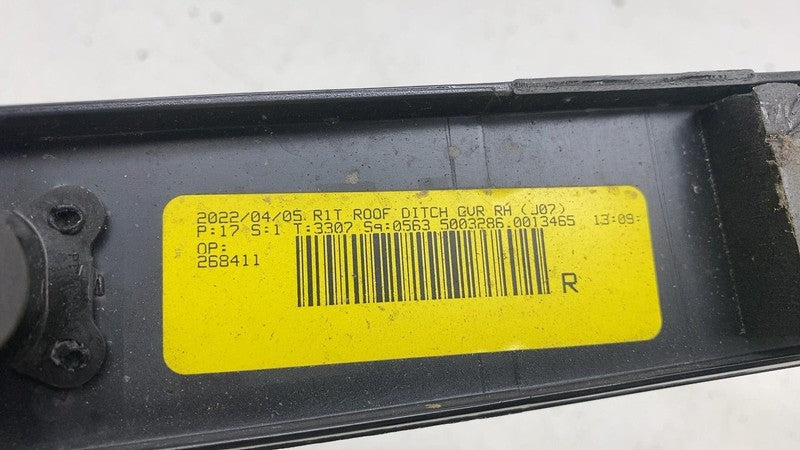 2022/04/05 R1T ROOF DITCH CVR RH (J07)
P:17 S:1 T:3307 Sq:0563 5003286.0013465 13:09:
OP:
268411
R